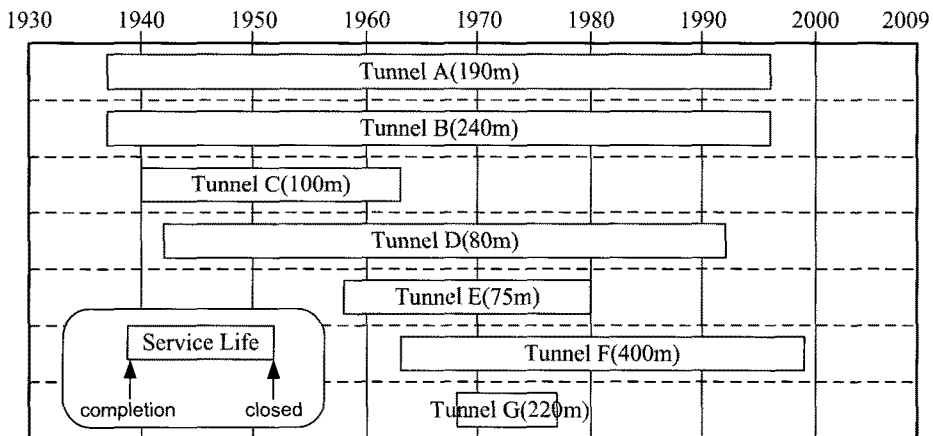 1930 1940 1950 1960 1970 1980 1990 2000 2009
Tunnel A(190m)
Tunnel B(240m)
Tunnel C(100m)
Tunnel D(80m)
Tunnel E(75m)
Service Life
Tunnel F(400m)
completion closed
Tunnel G(220m)